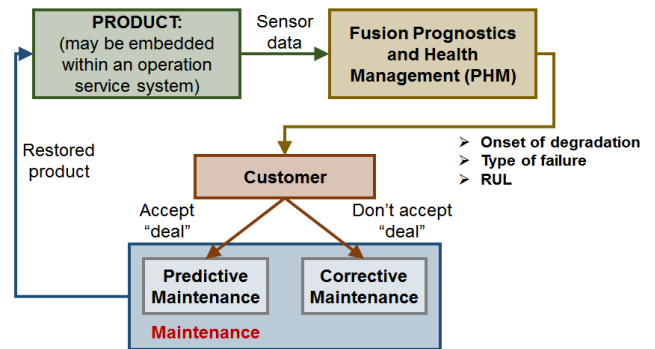 PRODUCT:
(may be embedded
within an operation
service system)
Sensor
data
Fusion Prognostics
and Health
Management (PHM)
Restored
product
➢ Onset of degradation
➢ Type of failure
➢ RUL
Customer
Accept
“deal”
Don’t accept
“deal”
Predictive
Maintenance
Corrective
Maintenance
Maintenance